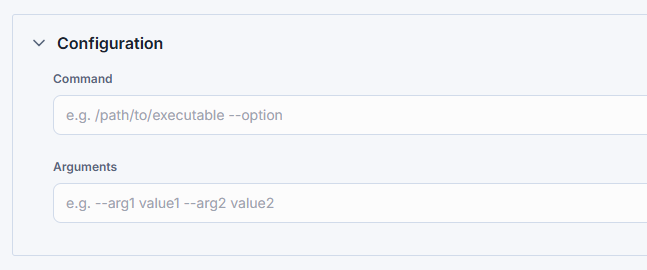 Configuration
Command
e.g. /path/to/executable --option
Arguments
e.g. --arg1 value1 --arg2 value2